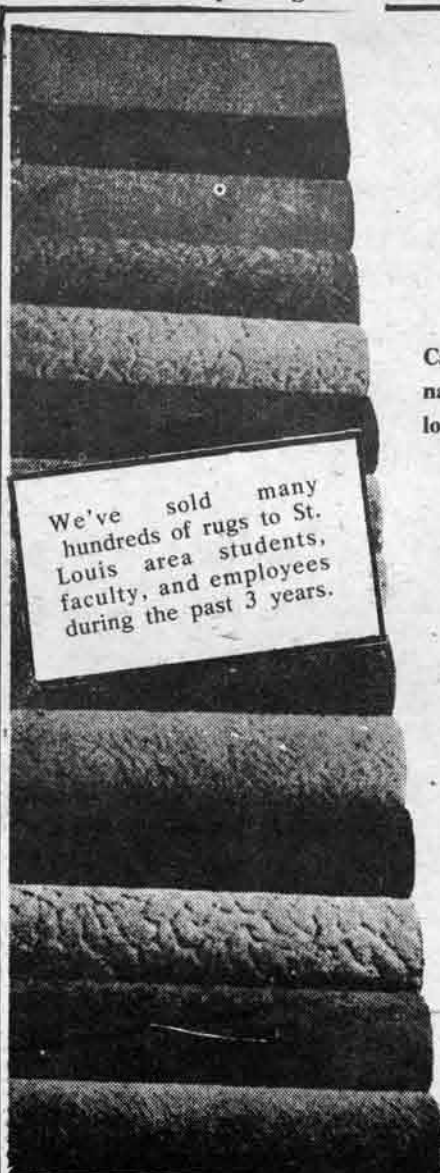 We've sold many
hundreds of rugs to St.
Louis area students,
faculty, and employees
during the past 3 years.